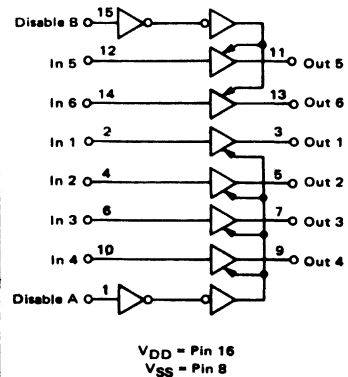 Disable B 15
In 5 12 11 Out 5
In 6 14 13 Out 6
In 1 2 3 Out 1
In 2 4 5 Out 2
In 3 6 7 Out 3
In 4 10 9 Out 4
Disable A 1
VDD = Pin 16
VSS = Pin 8